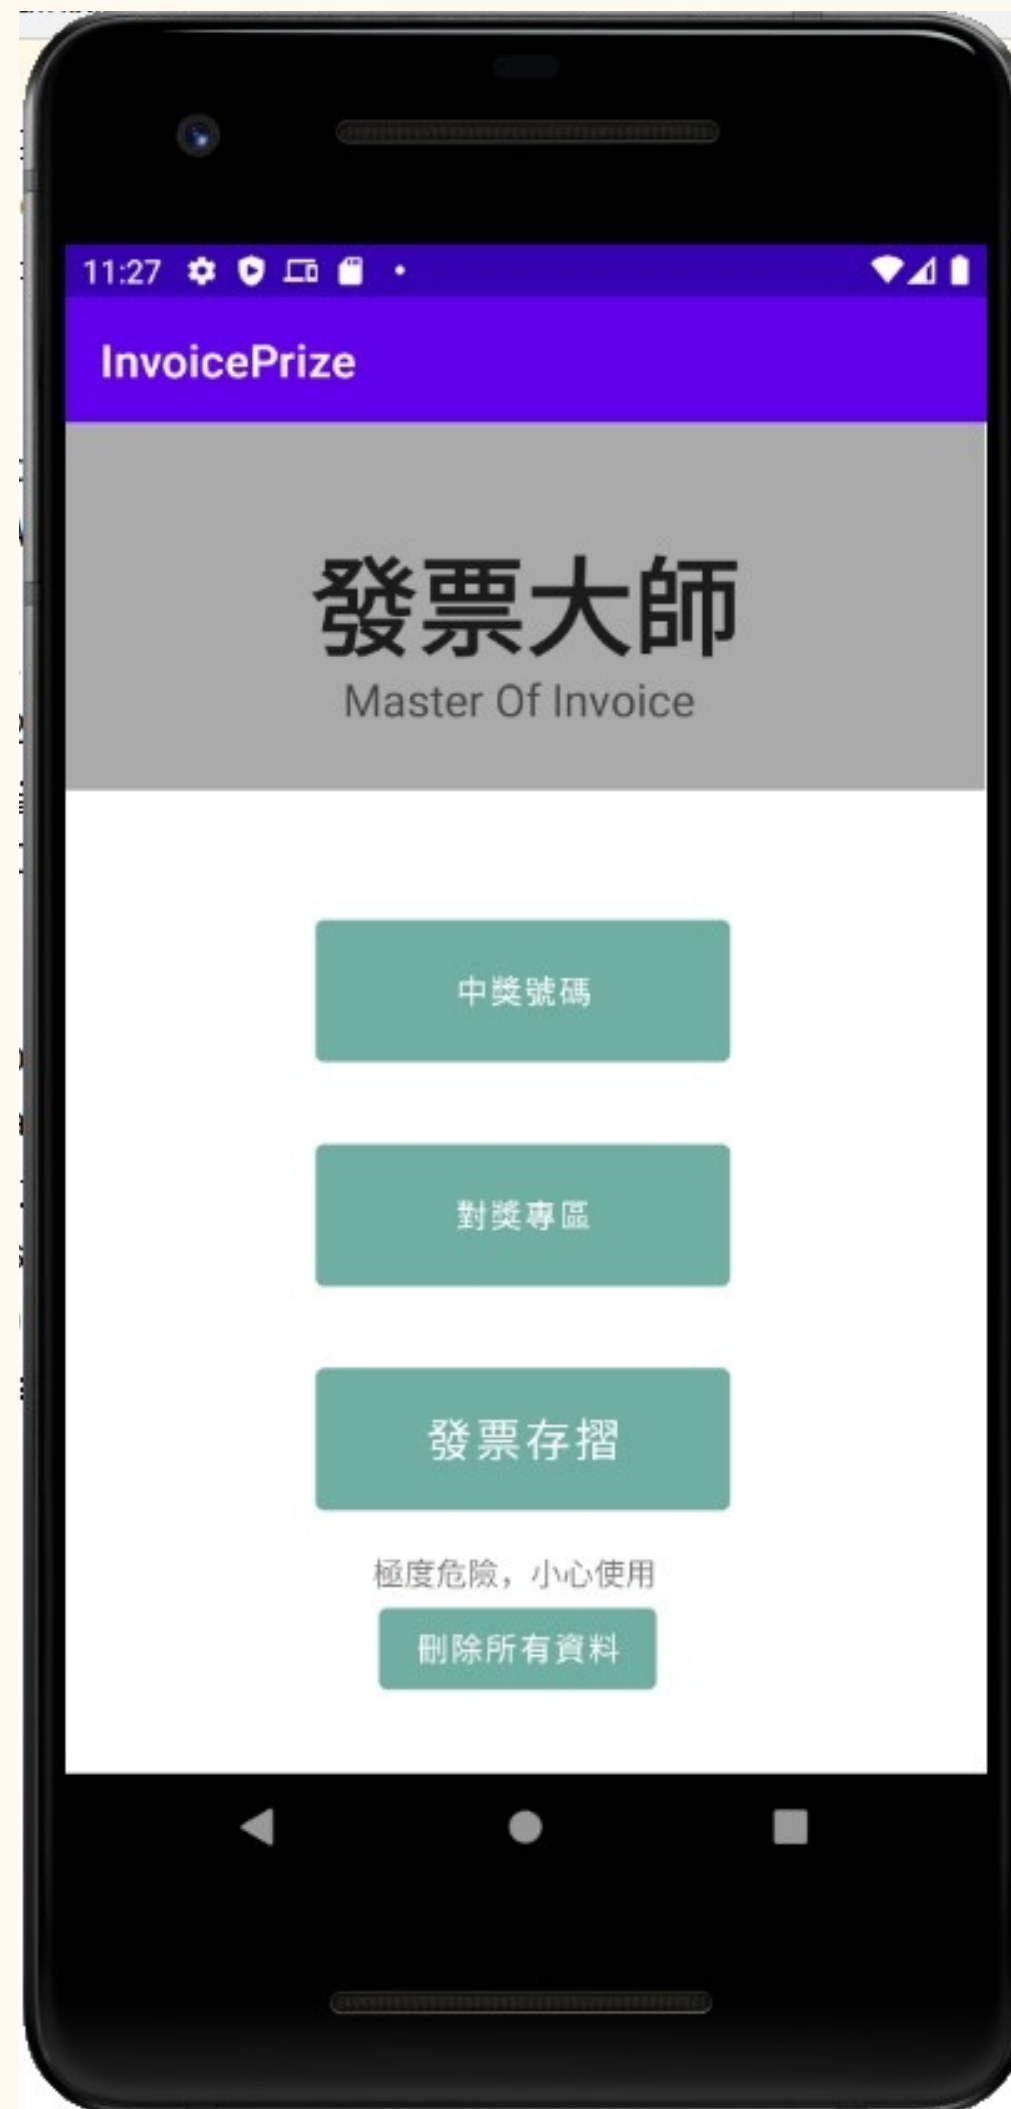 11:27
InvoicePrize
發票大師
Master Of Invoice
中獎號碼
對獎專區
發票存摺
極度危險，小心使用
刪除所有資料